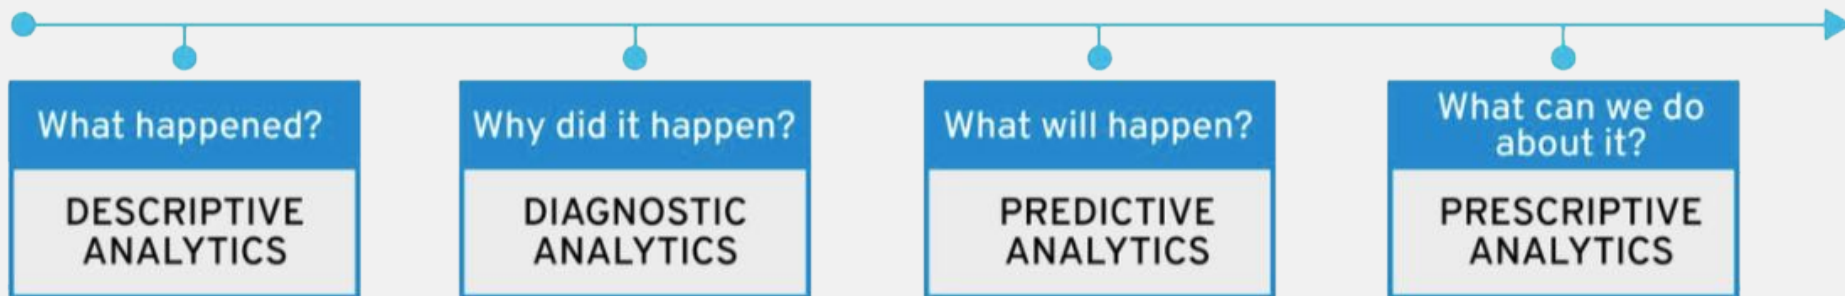 What happened?
DESCRIPTIVE
ANALYTICS
Why did it happen?
DIAGNOSTIC
ANALYTICS
What will happen?
PREDICTIVE
ANALYTICS
What can we do
about it?
PRESCRIPTIVE
ANALYTICS